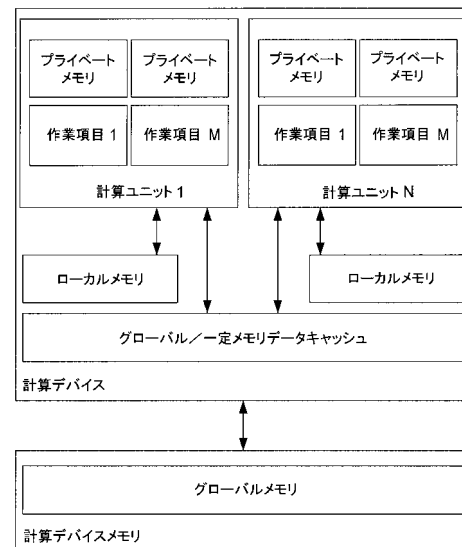 プライベート
メモリ
プライベート
メモリ
作業項目 1
作業項目 M
計算ユニット 1
プライベート
メモリ
プライベート
メモリ
作業項目 1
作業項目 M
計算ユニット N
ローカルメモリ
ローカルメモリ
グローバル／一定メモリデータキャッシュ
計算デバイス
グローバルメモリ
計算デバイスメモリ